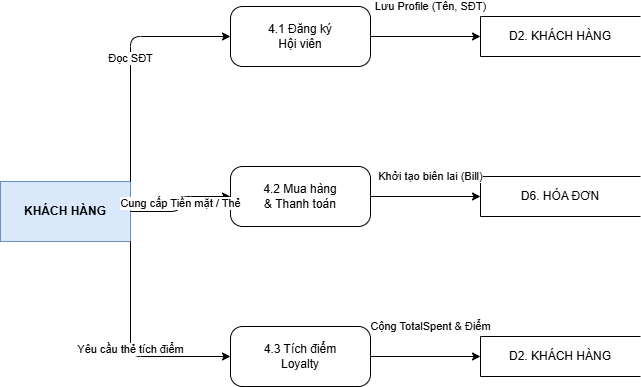 Lưu Profile (Tên, SĐT)
4.1 Đăng ký
Hội viên
D2. KHÁCH HÀNG
Đọc SĐT
Khởi tạo biên lai (Bill)
4.2 Mua hàng
& Thanh toán
D6. HÓA ĐƠN
Cung cấp Tiền mặt / Thẻ
KHÁCH HÀNG
Cộng TotalSpent & Điểm
Yêu cầu thẻ tích điểm
4.3 Tích điểm
Loyalty
D2. KHÁCH HÀNG